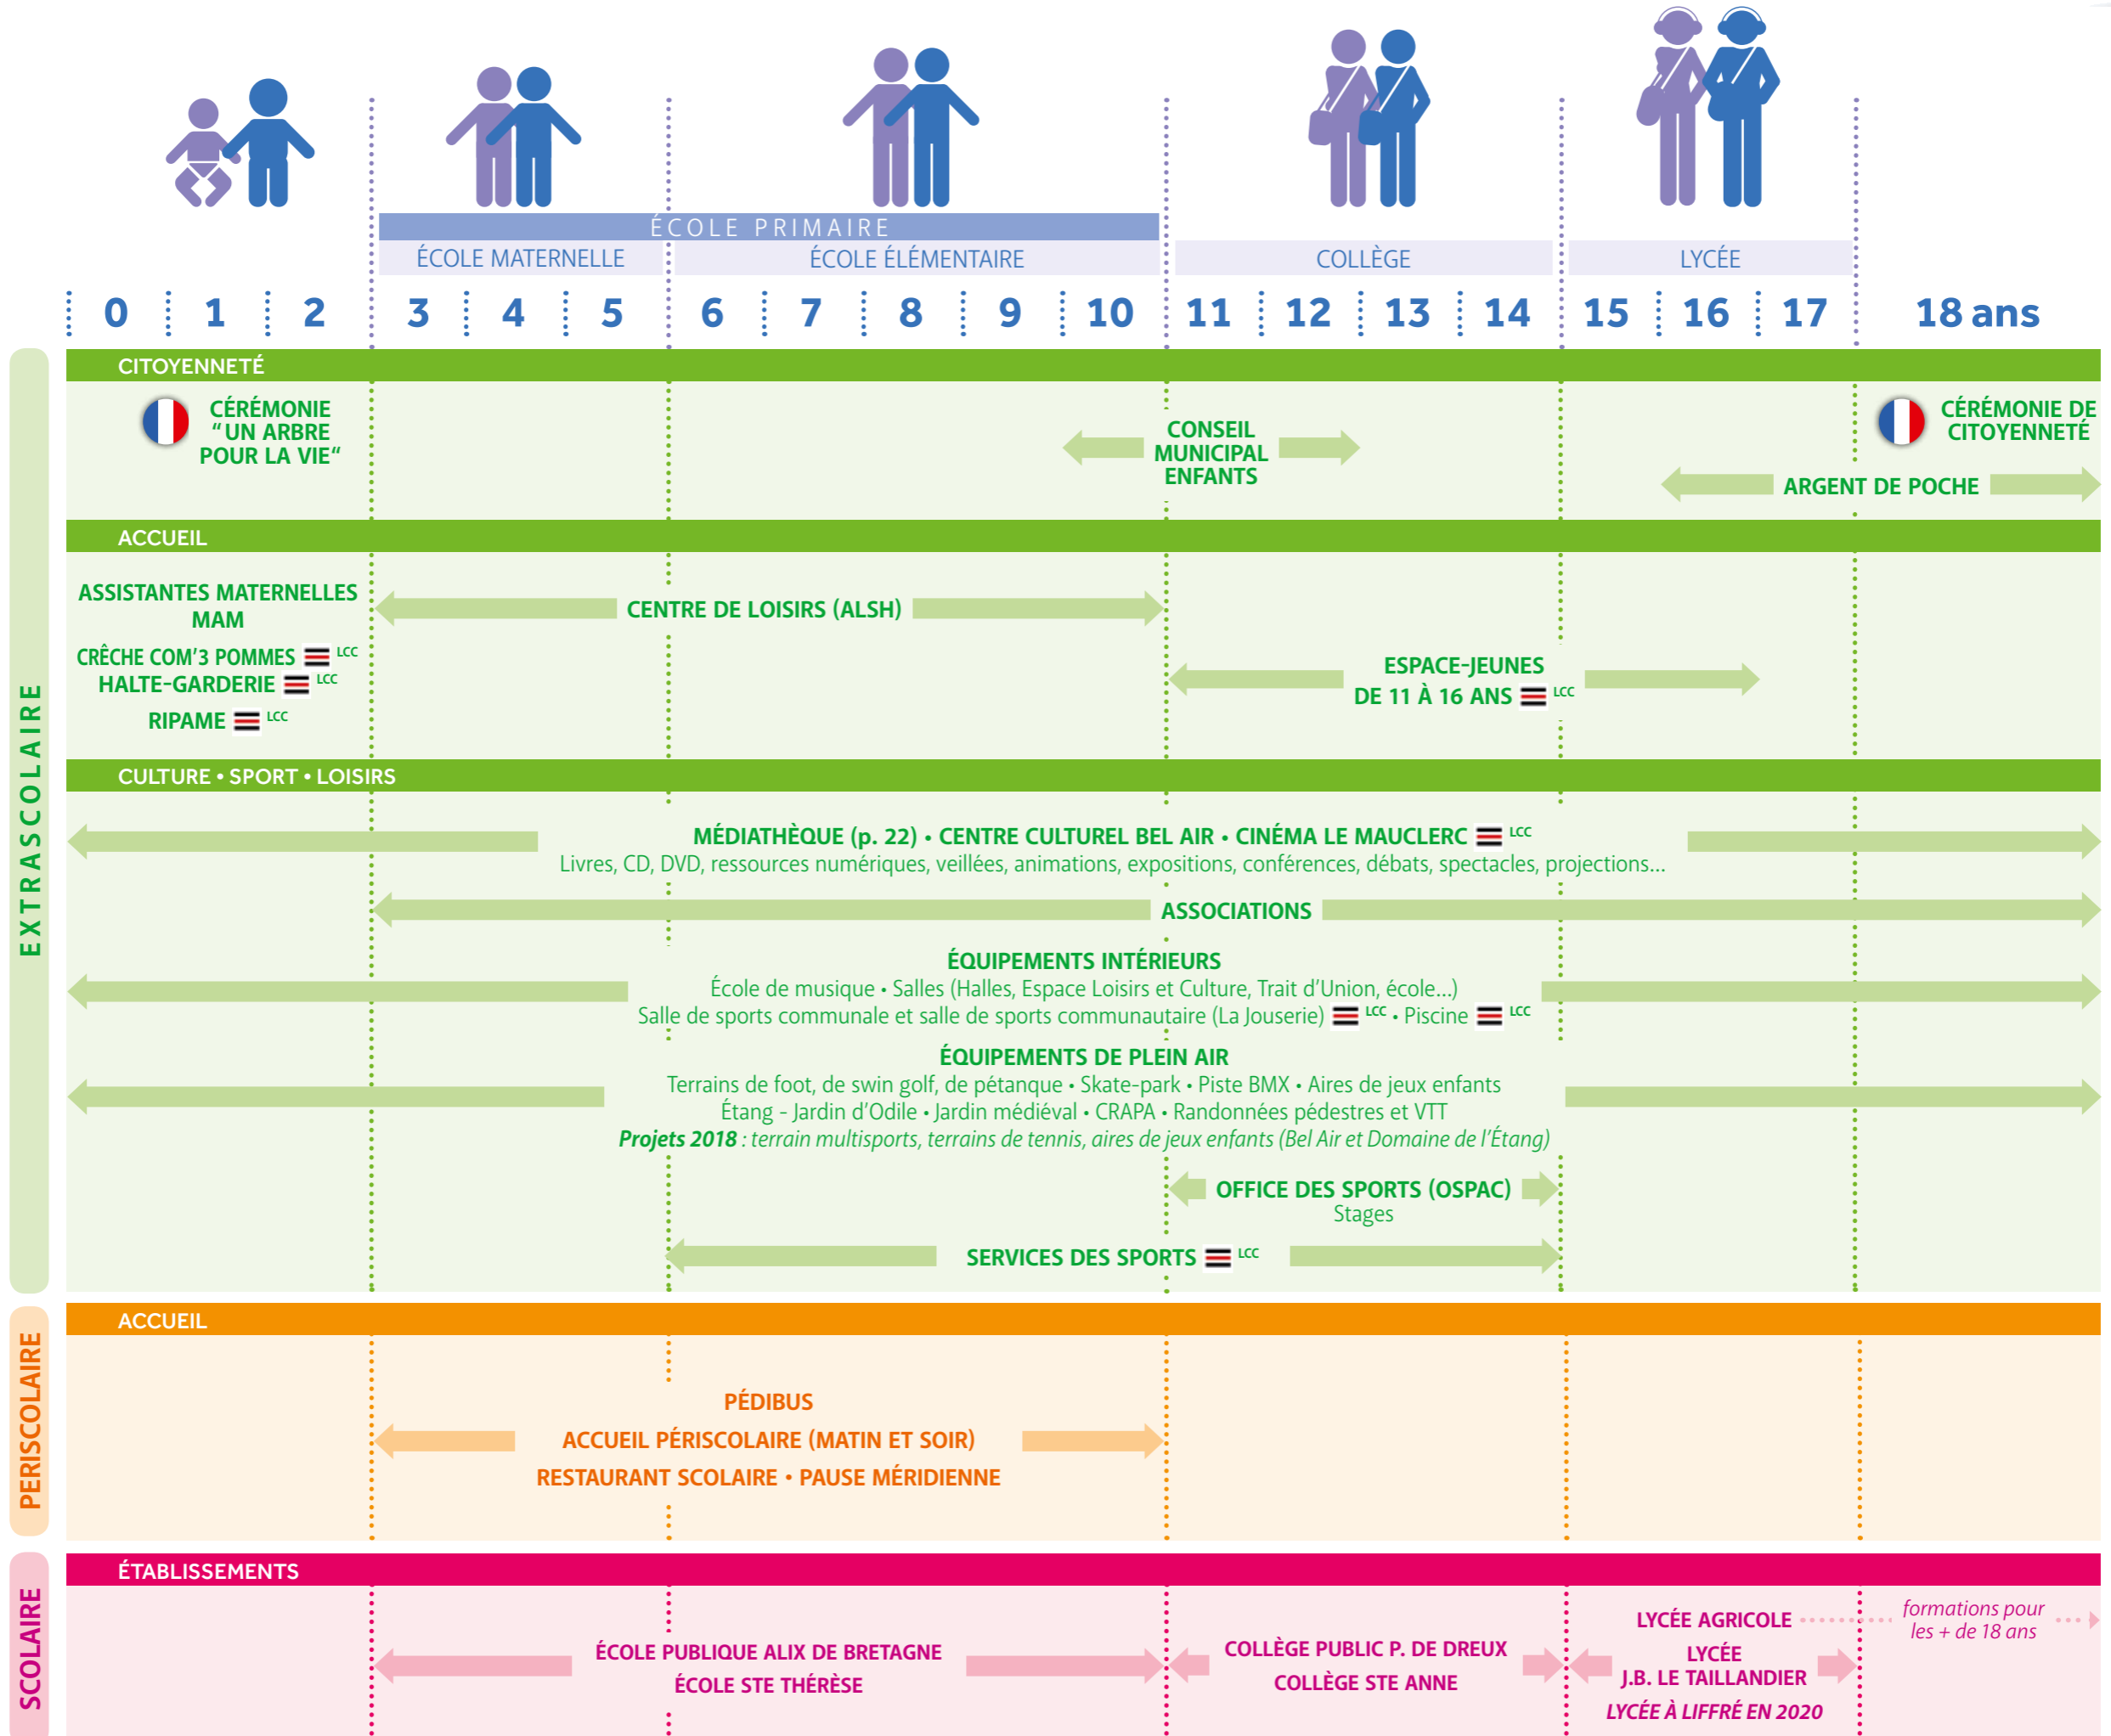 ÉCOLE PRIMAIRE
ÉCOLE MATERNELLE
ÉCOLE ÉLÉMENTAIRE
COLLÈGE
LYCÉE
0 1 2 3 4 5 6 7 8 9 10 11 12 13 14 15 16 17 18 ans
EXTRASCOLAIRE
CITOYENNETÉ
CÉRÉMONIE
“UN ARBRE
POUR LA VIE“
CONSEIL
MUNICIPAL
ENFANTS
CÉRÉMONIE DE
CITOYENNETÉ
ARGENT DE POCHE
ACCUEIL
ASSISTANTES MATERNELLES
MAM
CRÊCHE COM’3 POMMES LCC
HALTE-GARDERIE LCC
RIPAME LCC
CENTRE DE LOISIRS (ALSH)
ESPACE-JEUNES
DE 11 À 16 ANS LCC
CULTURE • SPORT • LOISIRS
MÉDIATHÈQUE (p. 22) • CENTRE CULTUREL BEL AIR • CINÉMA LE MAUCLERC LCC
Livres, CD, DVD, ressources numériques, veillées, animations, expositions, conférences, débats, spectacles, projections...
ASSOCIATIONS
ÉQUIPEMENTS INTÉRIEURS
École de musique • Salles (Halles, Espace Loisirs et Culture, Trait d’Union, école...)
Salle de sports communale et salle de sports communautaire (La Jouserie) LCC • Piscine LCC
ÉQUIPEMENTS DE PLEIN AIR
Terrains de foot, de swin golf, de pétanque • Skate-park • Piste BMX • Aires de jeux enfants
Étang - Jardin d’Odile • Jardin médiéval • CRAPA • Randonnées pédestres et VTT
Projets 2018 : terrain multisports, terrains de tennis, aires de jeux enfants (Bel Air et Domaine de l’Étang)
OFFICE DES SPORTS (OSPAC)
Stages
SERVICES DES SPORTS LCC
PERISCOLAIRE
ACCUEIL
PÉDIBUS
ACCUEIL PÉRISCOLAIRE (MATIN ET SOIR)
RESTAURANT SCOLAIRE • PAUSE MÉRIDIENNE
SCOLAIRE
ÉTABLISSEMENTS
ÉCOLE PUBLIQUE ALIX DE BRETAGNE
ÉCOLE STE THÉRÈSE
COLLÈGE PUBLIC P. DE DREUX
COLLÈGE STE ANNE
LYCÉE AGRICOLE
LYCÉE
J.B. LE TAILLANDIER
LYCÉE À LIFFRÉ EN 2020
formations pour
les + de 18 ans